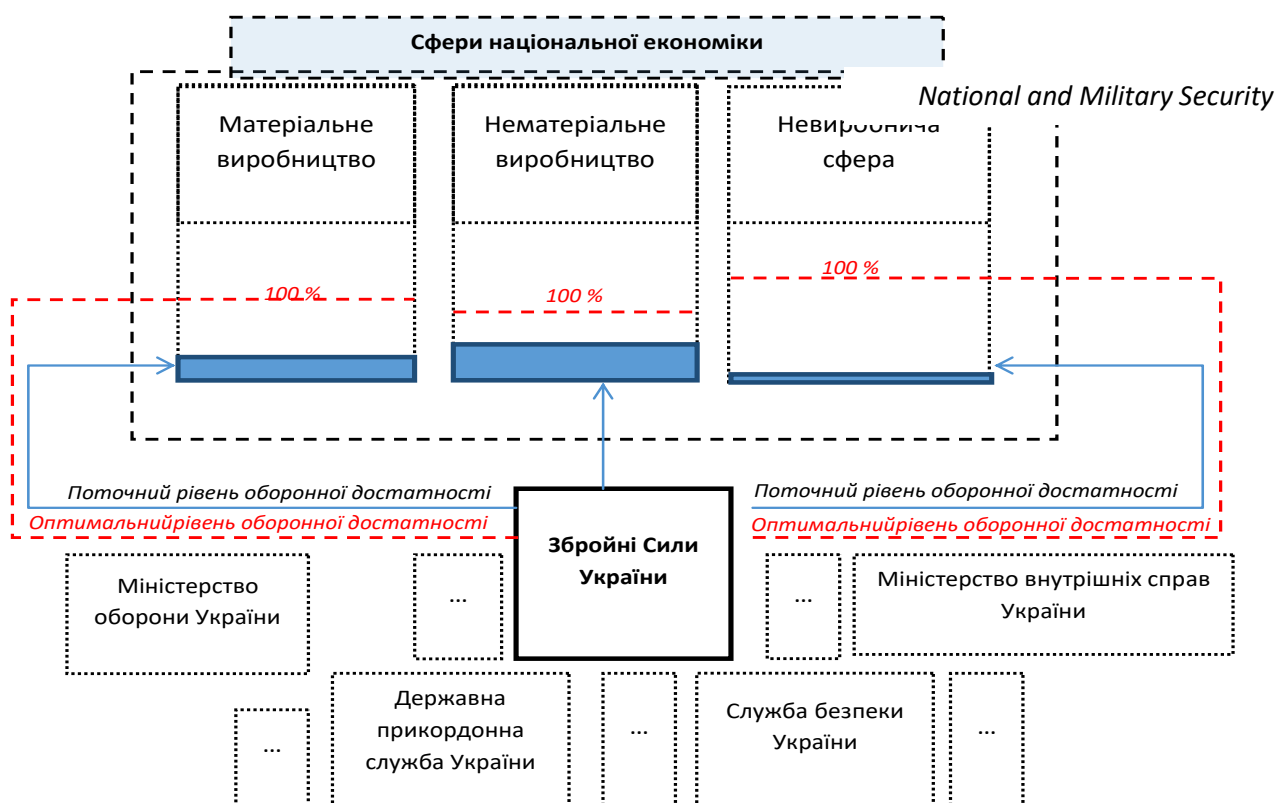 Сфери національної економіки
National and Military Security
Матеріальне
виробництво
Нематеріальне
виробництво
Невиробнича
сфера
100 %
100 %
100 %
Поточний рівень оборонної достатності
Оптимальнийрівень оборонної достатності
Поточний рівень оборонної достатності
Оптимальнийрівень оборонної достатності
Збройні Сили
України
Міністерство
оборони України
...
...
Міністерство внутрішніх справ
України
...
Державна
прикордонна
служба України
...
Служба безпеки
України
...